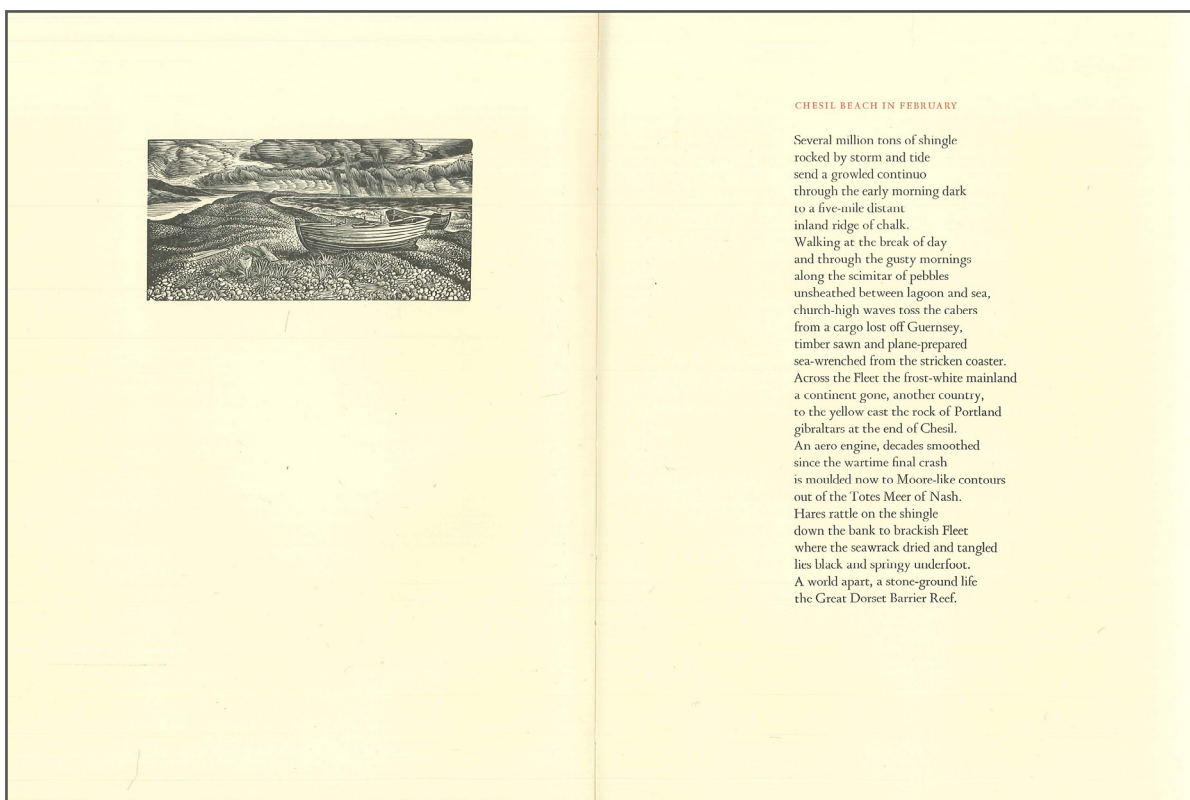 CHESIL BEACH IN FEBRUARY
Several million tons of shingle
rocked by storm and tide
send a growled continuo
through the early morning dark
to a five-mile distant
inland ridge of chalk.
Walking at the break of day
and through the gusty mornings
along the scimitar of pebbles
unsheathed between lagoon and sea,
church-high waves toss the cabers
from a cargo lost off Guernsey,
timber sawn and plane-prepared
sea-wrenched from the stricken coaster.
Across the Fleet the frost-white mainland
a continent gone, another country,
to the yellow east the rock of Portland
gibraltars at the end of Chesil.
An aero engine, decades smoothed
since the wartime final crash
is moulded now to Moore-like contours
out of the Totes Meer of Nash.
Hares rattle on the shingle
down the bank to brackish Fleet
where the seawrack dried and tangled
lies black and springy underfoot.
A world apart, a stone-ground life
the Great Dorset Barrier Reef.